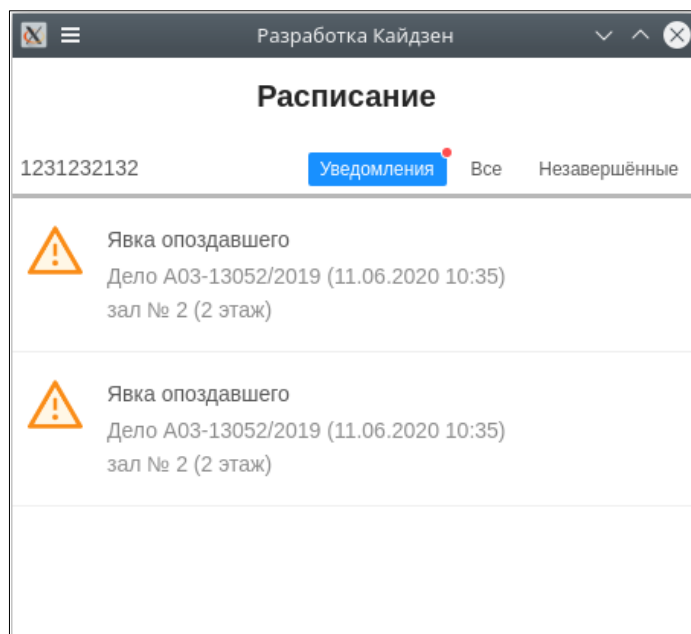 Разработка Кайдзен
Расписание
1231232132 Уведомления Все Незавершённые
Явка опоздавшего
Дело А03-13052/2019 (11.06.2020 10:35)
зал № 2 (2 этаж)
Явка опоздавшего
Дело А03-13052/2019 (11.06.2020 10:35)
зал № 2 (2 этаж)